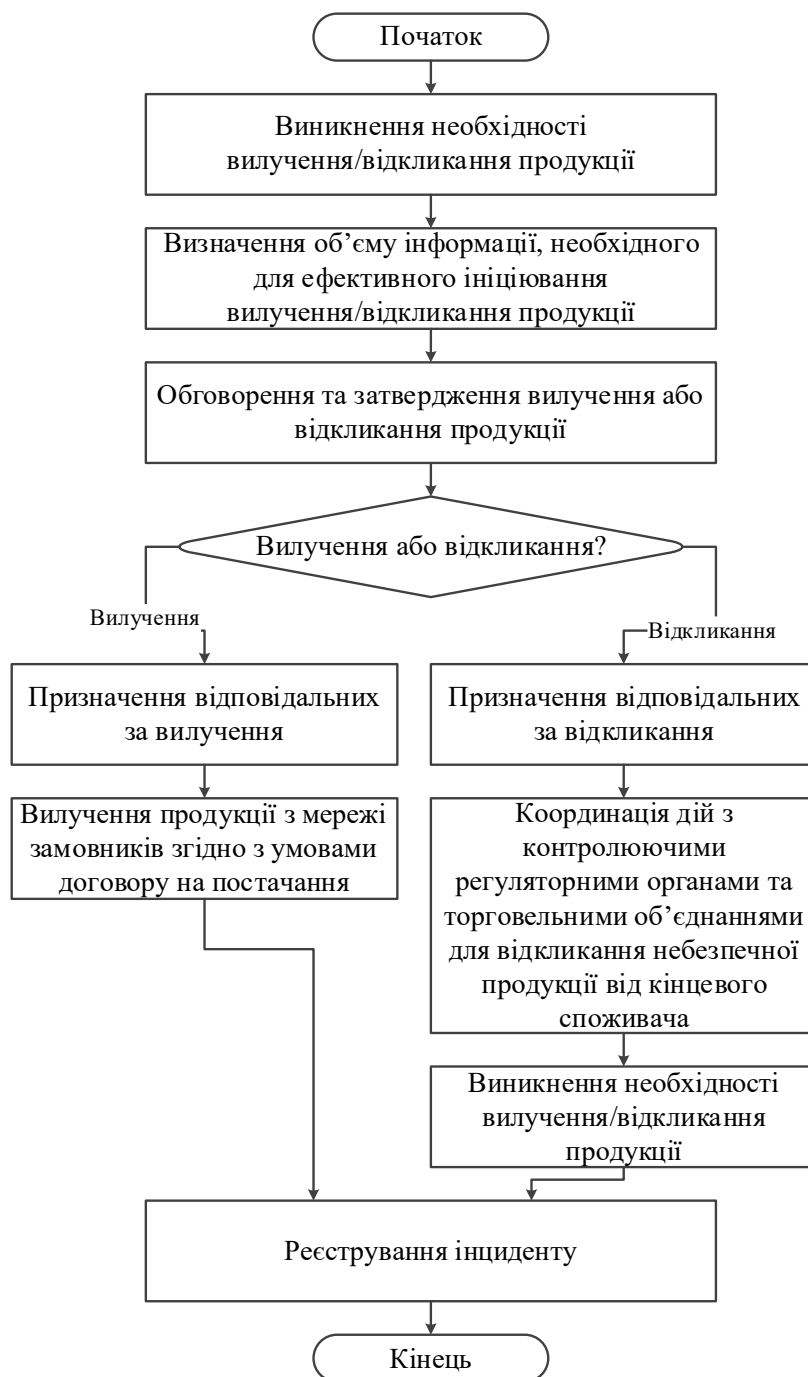 Початок
Виникнення необхідності
вилучення/відкликання продукції
Визначення об’єму інформації, необхідного
для ефективного ініціювання
вилучення/відкликання продукції
Обговорення та затвердження вилучення або
відкликання продукції
Вилучення або відкликання?
Вилучення
Відкликання
Призначення відповідальних
за вилучення
Призначення відповідальних
за відкликання
Вилучення продукції з мережі
замовників згідно з умовами
договору на постачання
Координація дій з
контролюючими
регуляторними органами та
торговельними об’єднаннями
для відкликання небезпечної
продукції від кінцевого
споживача
Виникнення необхідності
вилучення/відкликання
продукції
Реєстрування інциденту
Кінець